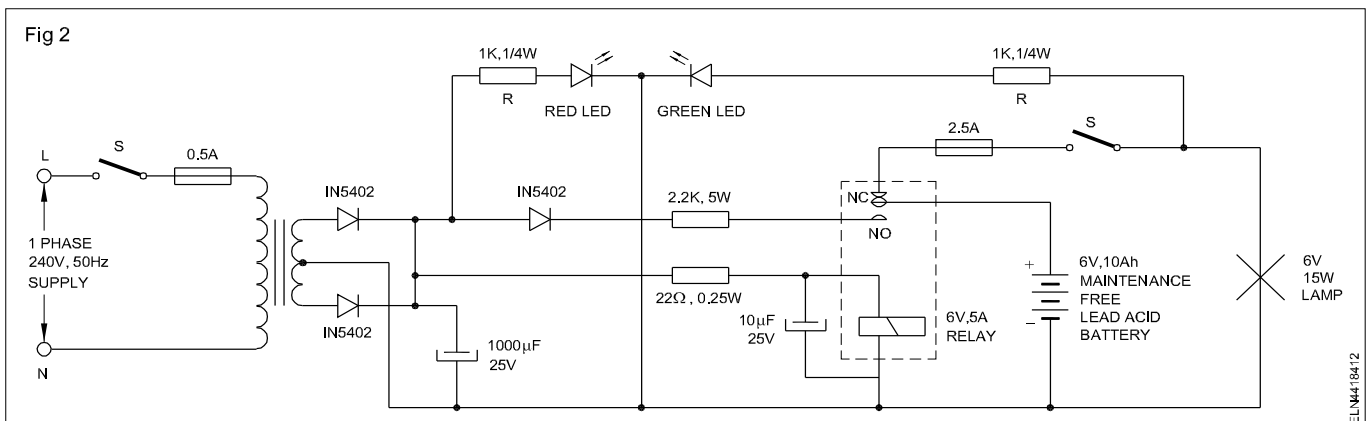 Fig 2
1K,1/4W
R
RED LED
GREEN LED
1K,1/4W
R
L
S
0.5A
2.5A
S
IN5402
IN5402
2.2K, 5W
NC
NO
1 PHASE
240V, 50Hz
SUPPLY
IN5402
22Ω, 0.25W
+
6V,10Ah
MAINTENANCE
FREE
LEAD ACID
BATTERY
–
6V
15W
LAMP
N
1000µF
25V
10µF
25V
6V,5A
RELAY
ELN4418412